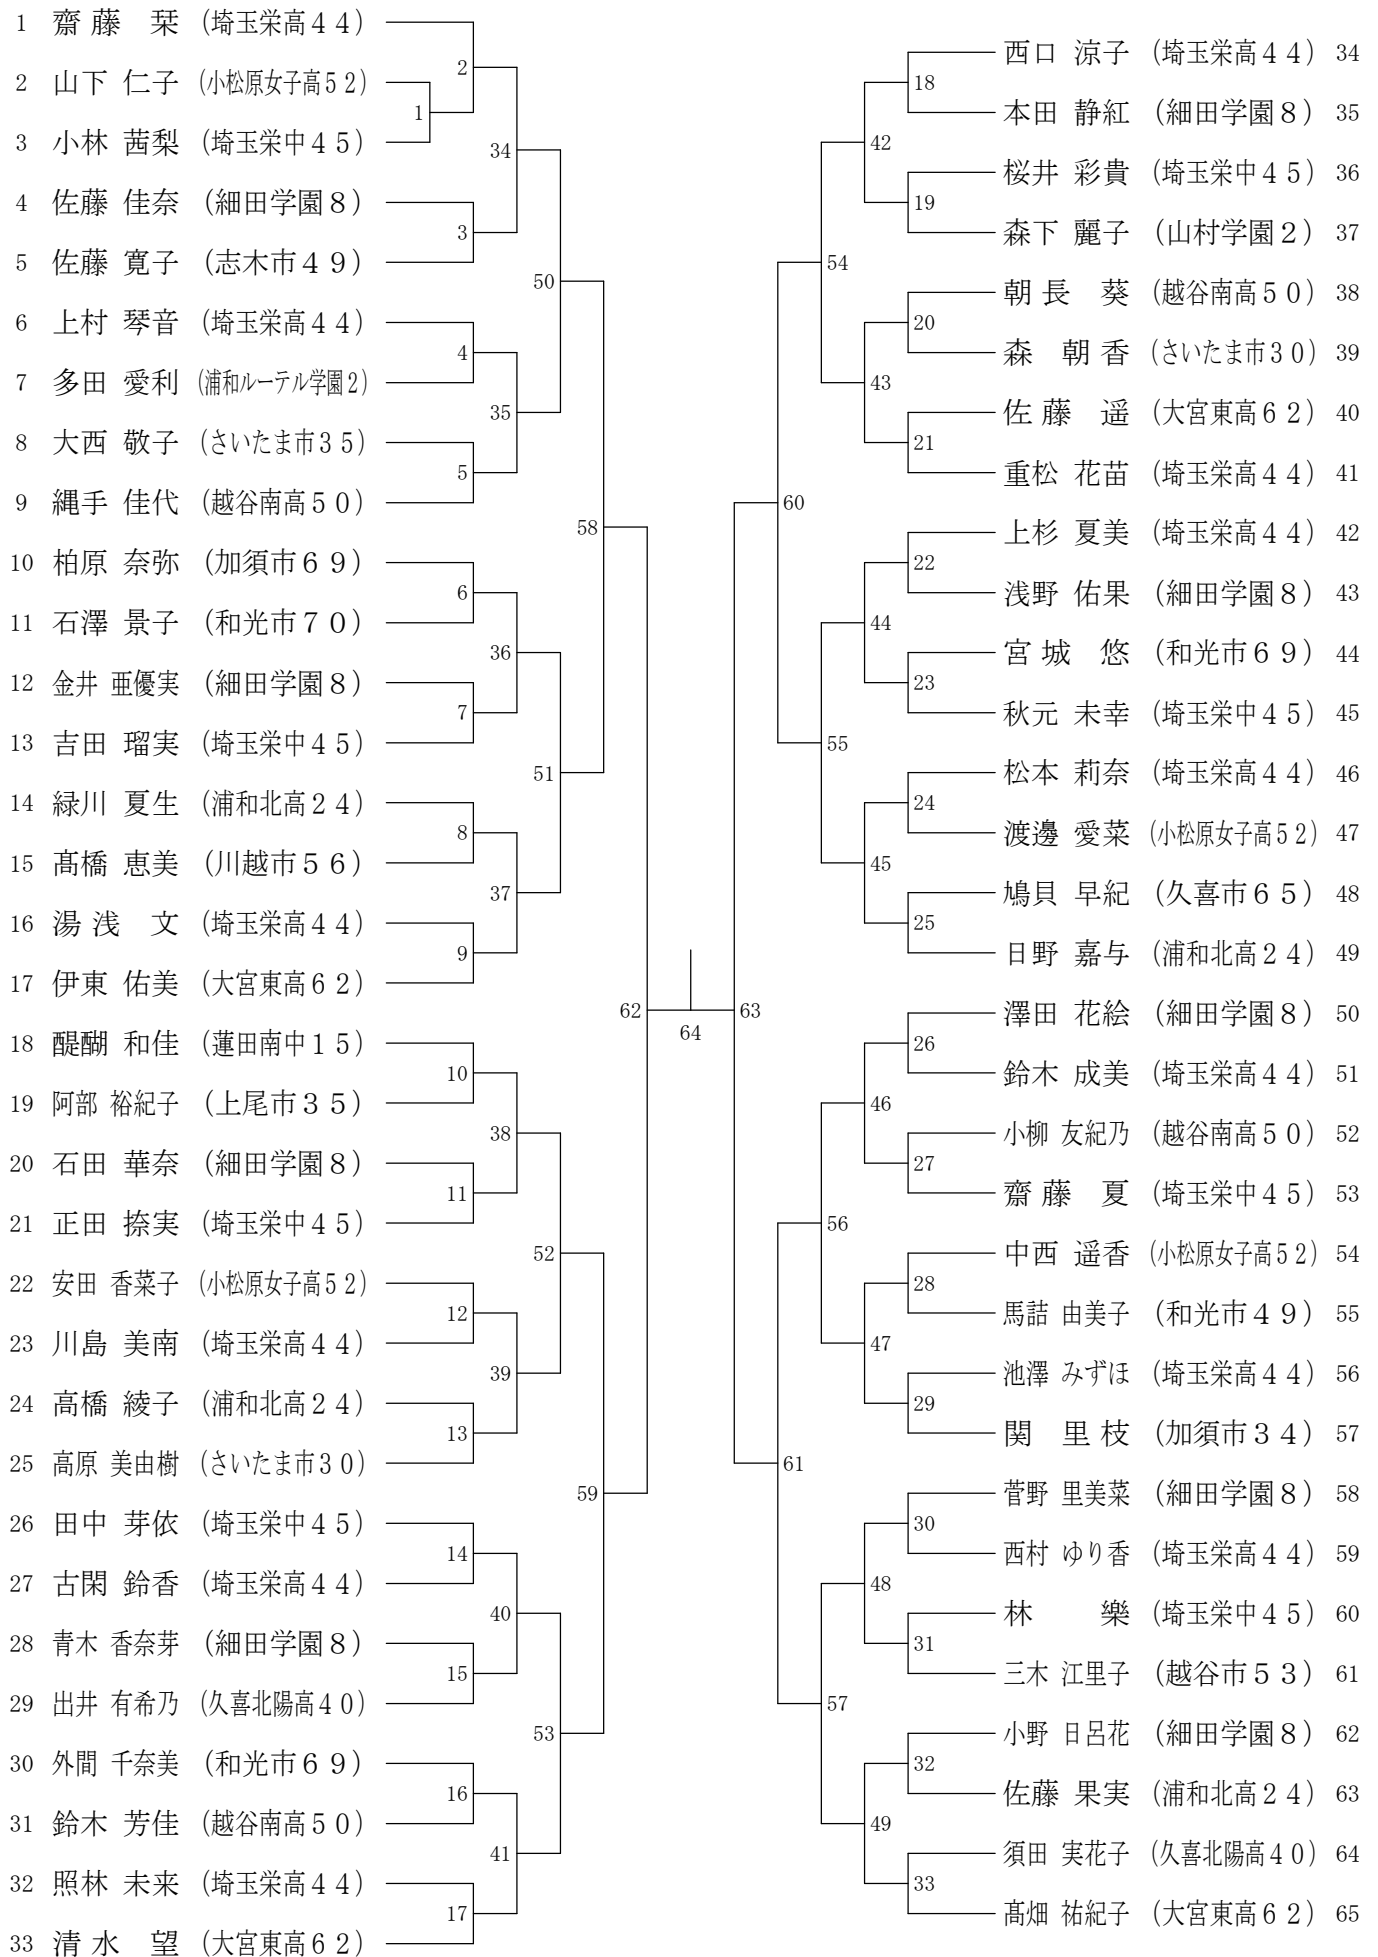 1 齋藤 栞 (埼玉栄高４４)
2 山下 仁子 (小松原女子高５２)
3 小林 茜梨 (埼玉栄中４５)
4 佐藤 佳奈 (細田学園８)
5 佐藤 寛子 (志木市４９)
6 上村 琴音 (埼玉栄高４４)
7 多田 愛利 (浦和ルーテル学園２)
8 大西 敬子 (さいたま市３５)
9 縄手 佳代 (越谷南高５０)
10 柏原 奈弥 (加須市６９)
11 石澤 景子 (和光市７０)
12 金井 亜優実 (細田学園８)
13 吉田 瑠実 (埼玉栄中４５)
14 緑川 夏生 (浦和北高２４)
15 髙橋 恵美 (川越市５６)
16 湯浅 文 (埼玉栄高４４)
17 伊東 佑美 (大宮東高６２)
18 醍醐 和佳 (蓮田南中１５)
19 阿部 裕紀子 (上尾市３５)
20 石田 華奈 (細田学園８)
21 正田 捺実 (埼玉栄中４５)
22 安田 香菜子 (小松原女子高５２)
23 川島 美南 (埼玉栄高４４)
24 高橋 綾子 (浦和北高２４)
25 高原 美由樹 (さいたま市３０)
26 田中 芽依 (埼玉栄中４５)
27 古閑 鈴香 (埼玉栄高４４)
28 青木 香奈芽 (細田学園８)
29 出井 有希乃 (久喜北陽高４０)
30 外間 千奈美 (和光市６９)
31 鈴木 芳佳 (越谷南高５０)
32 照林 未来 (埼玉栄高４４)
33 清水 望 (大宮東高６２)
1
2
3
4
5
6
7
8
9
10
11
12
13
14
15
16
17
34
35
36
37
38
39
40
41
50
51
52
53
58
59
62
64
63
60
61
54
55
56
57
42
43
44
45
46
47
48
49
18
19
20
21
22
23
24
25
26
27
28
29
30
31
32
33
西口 涼子 (埼玉栄高４４) 34
本田 静紅 (細田学園８) 35
桜井 彩貴 (埼玉栄中４５) 36
森下 麗子 (山村学園２) 37
朝長 葵 (越谷南高５０) 38
森 朝香 (さいたま市３０) 39
佐藤 遥 (大宮東高６２) 40
重松 花苗 (埼玉栄高４４) 41
上杉 夏美 (埼玉栄高４４) 42
浅野 佑果 (細田学園８) 43
宮城 悠 (和光市６９) 44
秋元 未幸 (埼玉栄中４５) 45
松本 莉奈 (埼玉栄高４４) 46
渡邊 愛菜 (小松原女子高５２) 47
鳩貝 早紀 (久喜市６５) 48
日野 嘉与 (浦和北高２４) 49
澤田 花絵 (細田学園８) 50
鈴木 成美 (埼玉栄高４４) 51
小柳 友紀乃 (越谷南高５０) 52
齋藤 夏 (埼玉栄中４５) 53
中西 遥香 (小松原女子高５２) 54
馬詰 由美子 (和光市４９) 55
池澤 みずほ (埼玉栄高４４) 56
関 里枝 (加須市３４) 57
菅野 里美菜 (細田学園８) 58
西村 ゆり香 (埼玉栄高４４) 59
林 樂 (埼玉栄中４５) 60
三木 江里子 (越谷市５３) 61
小野 日呂花 (細田学園８) 62
佐藤 果実 (浦和北高２４) 63
須田 実花子 (久喜北陽高４０) 64
髙畑 祐紀子 (大宮東高６２) 65